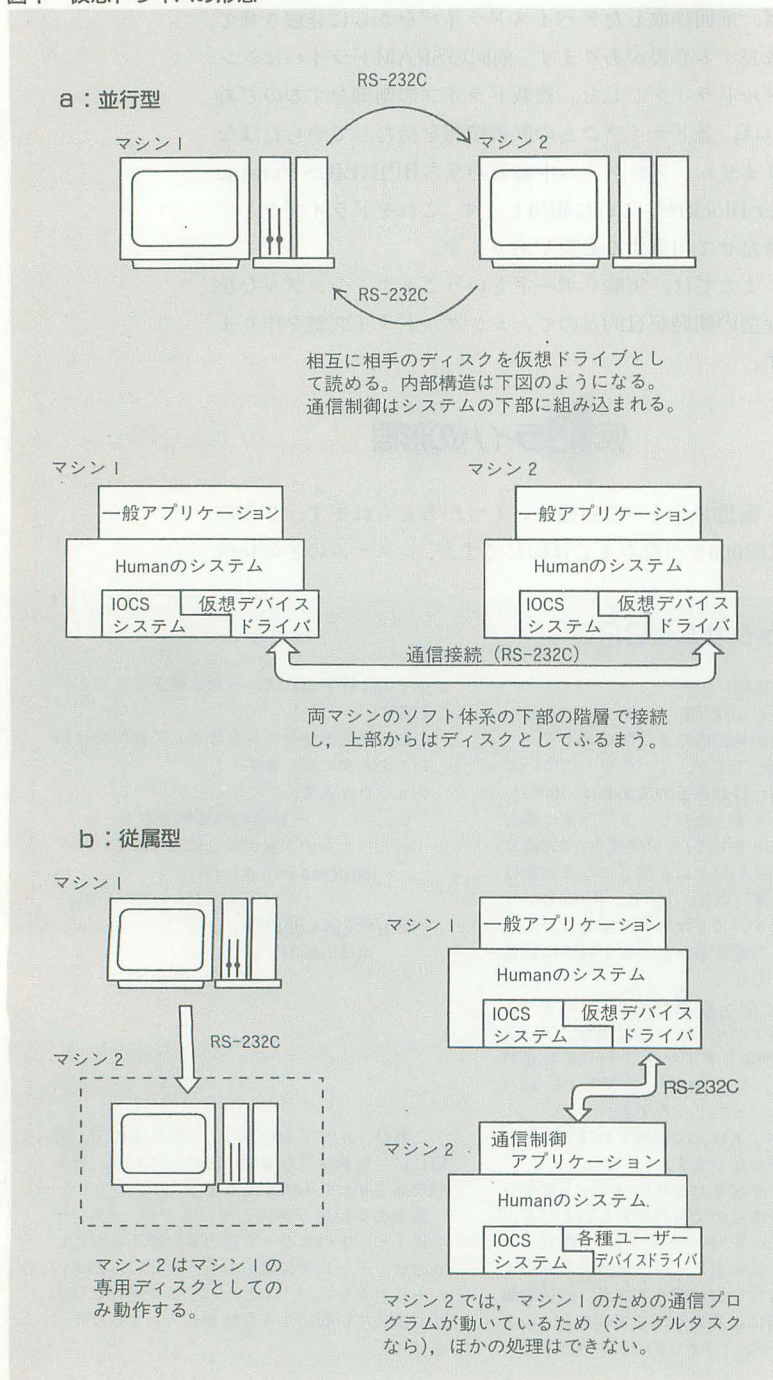 a：並行型
RS-232C
マシン1
マシン2
RS-232C
相互に相手のディスクを仮想ドライブとし
て読める。内部構造は下図のようになる。
通信制御はシステムの下部に組み込まれる。
マシン1
マシン2
一般アプリケーション
一般アプリケーション
Humanのシステム
Humanのシステム
IOCS
システム
仮想デバイス
ドライバ
IOCS
システム
仮想デバイス
ドライバ
通信接続（RS-232C）
両マシンのソフト体系の下部の階層で接続
し，上部からはディスクとしてふるまう。
b：従属型
マシン1
RS-232C
マシン2
マシン2はマシン1の
専用ディスクとしての
み動作する。
マシン1
一般アプリケーション
Humanのシステム
IOCS
システム
仮想デバイス
ドライバ
RS-232C
マシン2
通信制御
アプリケーション
Humanのシステム
IOCS
システム
各種ユーザー
デバイスドライバ
マシン2では，マシン1のための通信プロ
グラムが動いているため（シングルタスク
なら），ほかの処理はできない。